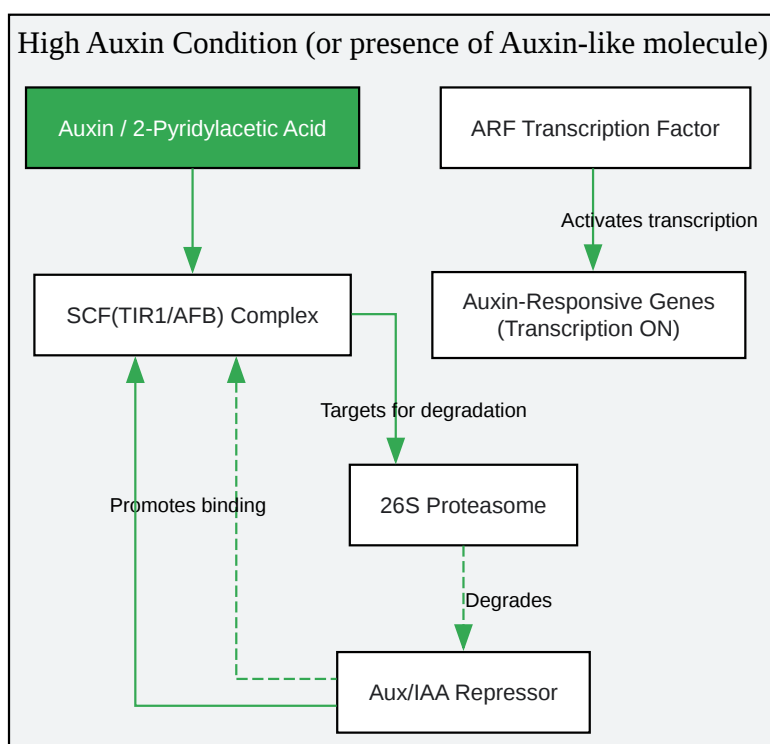 High Auxin Condition (or presence of Auxin-like molecule)
Auxin / 2-Pyridylacetic Acid
ARF Transcription Factor
Activates transcription
SCF(TIR1/AFB) Complex
Auxin-Responsive Genes
(Transcription ON)
Targets for degradation
Promotes binding
26S Proteasome
Degrades
Aux/IAA Repressor